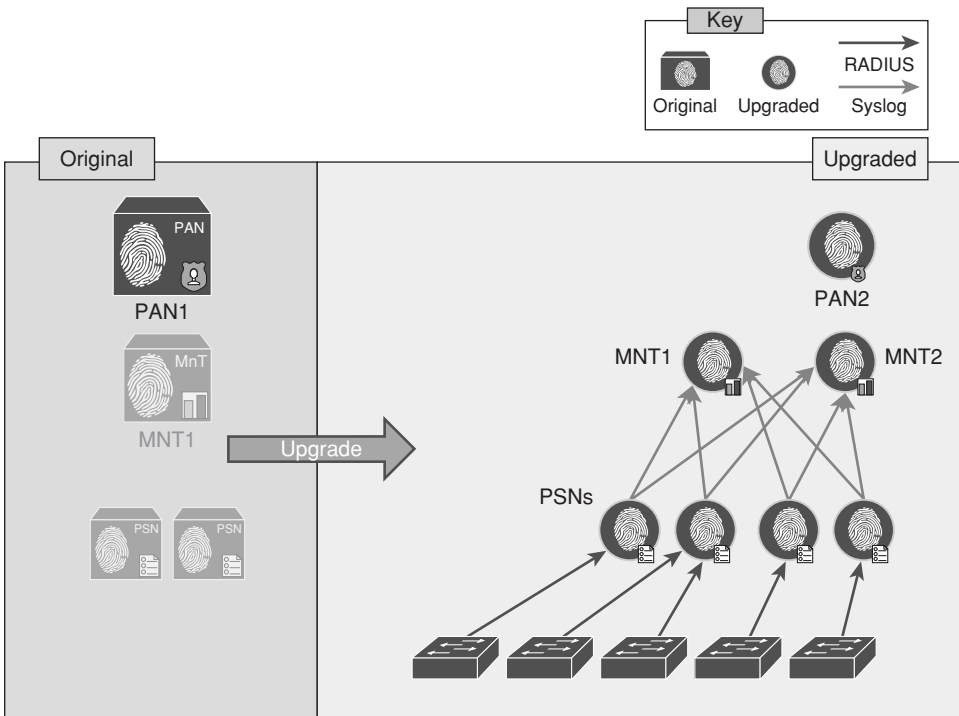 Key
RADIUS
Original
Upgraded
Syslog
Original
Upgraded
PAN
PAN1
PAN2
MnT
MNT1
MNT1
MNT2
Upgrade
PSNs
PSN
PSN